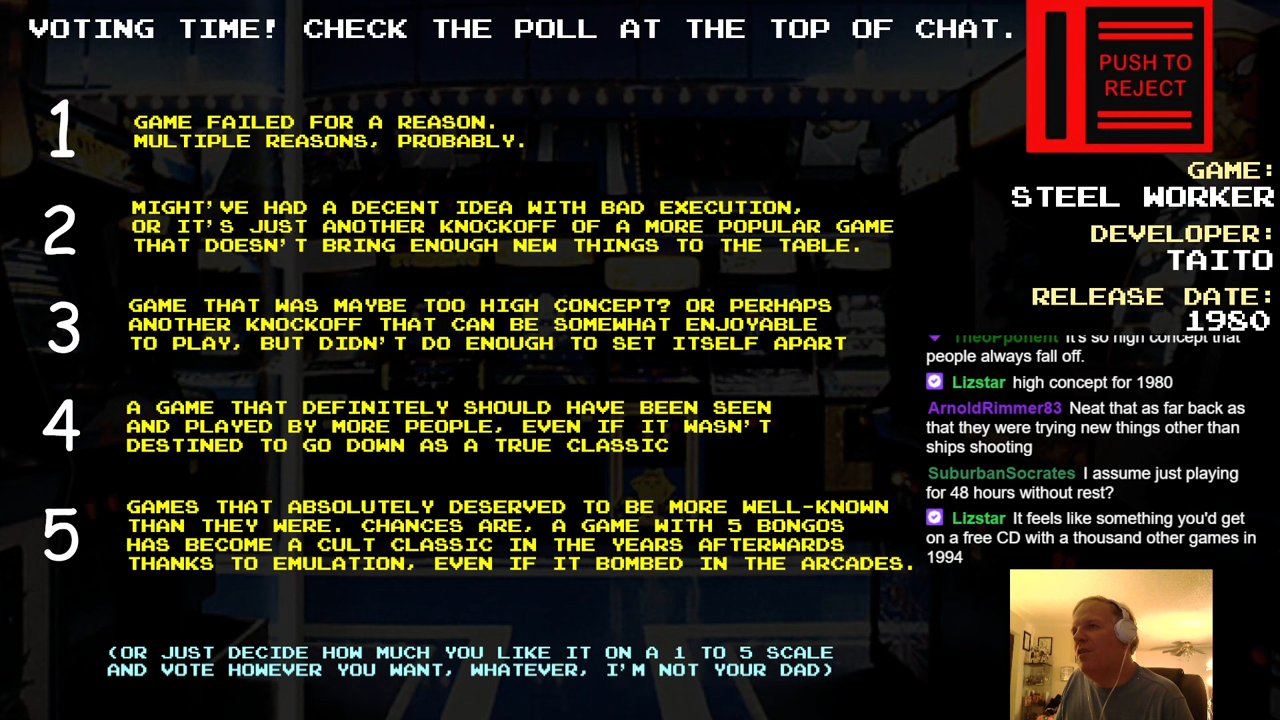 VOTING TIME! CHECK THE POLL AT THE TOP OF CHAT.
1
GAME FAILED FOR A REASON.
MULTIPLE REASONS, PROBABLY.
2
MIGHT'VE HAD A DECENT IDEA WITH BAD EXECUTION,
OR IT'S JUST ANOTHER KNOCKOFF OF A MORE POPULAR GAME
THAT DOESN'T BRING ENOUGH NEW THINGS TO THE TABLE.
3
GAME THAT WAS MAYBE TOO HIGH CONCEPT? OR PERHAPS
ANOTHER KNOCKOFF THAT CAN BE SOMEWHAT ENJOYABLE
TO PLAY, BUT DIDN'T DO ENOUGH TO SET ITSELF APART
4
A GAME THAT DEFINITELY SHOULD HAVE BEEN SEEN
AND PLAYED BY MORE PEOPLE, EVEN IF IT WASN'T
DESTINED TO GO DOWN AS A TRUE CLASSIC
5
GAMES THAT ABSOLUTELY DESERVED TO BE MORE WELL-KNOWN
THAN THEY WERE. CHANCES ARE, A GAME WITH 5 BONGOS
HAS BECOME A CULT CLASSIC IN THE YEARS AFTERWARDS
THANKS TO EMULATION, EVEN IF IT BOMBED IN THE ARCADES.
(OR JUST DECIDE HOW MUCH YOU LIKE IT ON A 1 TO 5 SCALE
AND VOTE HOWEVER YOU WANT, WHATEVER, I'M NOT YOUR DAD)
PUSH TO
REJECT
GAME:
STEEL WORKER
DEVELOPER:
TAITO
RELEASE DATE:
1980
TheOpponent It's so high concept that
people always fall off.
Lizstar high concept for 1980
ArnoldRimmer83 Neat that as far back as
that they were trying new things other than
ships shooting
SuburbanSocrates I assume just playing
for 48 hours without rest?
Lizstar It feels like something you'd get
on a free CD with a thousand other games in
1994